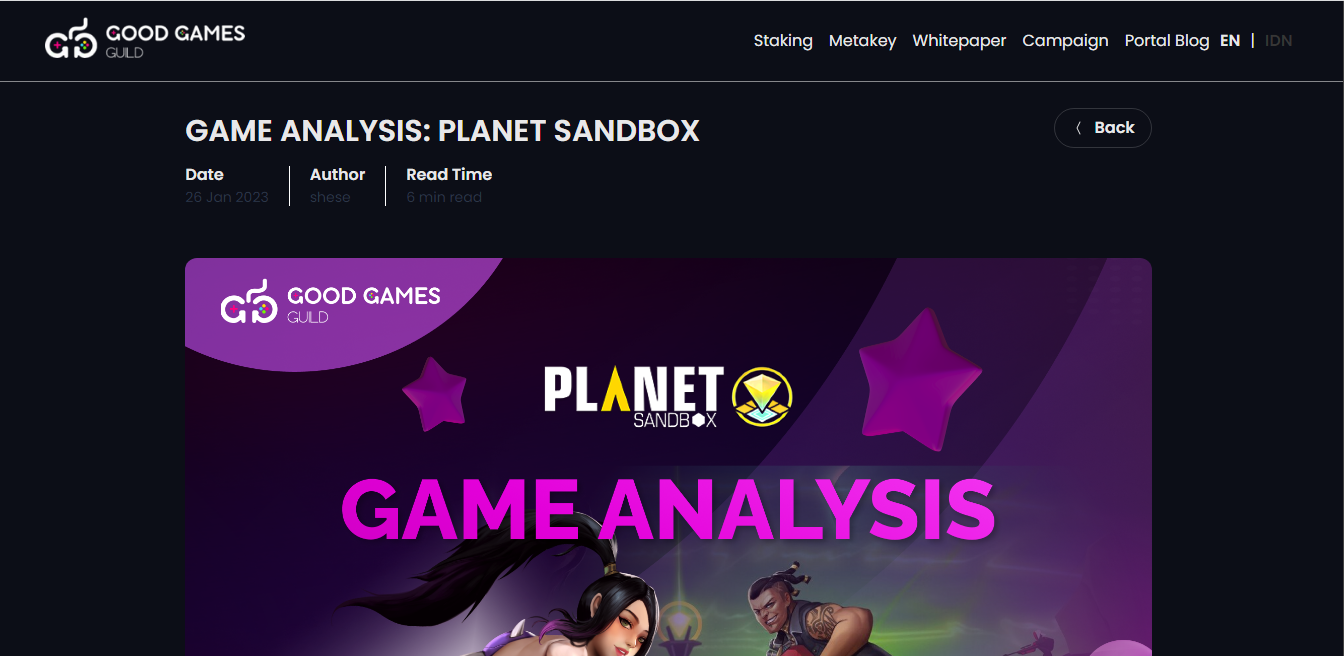 GOOD GAMES
GUILD
Staking Metakey Whitepaper Campaign Portal Blog EN | IDN
GAME ANALYSIS: PLANET SANDBOX
Back
Date Author Read Time
26 Jan 2023 shese 6 min read
GOOD GAMES
GUILD
PLANET
SANDBOX
GAME ANALYSIS